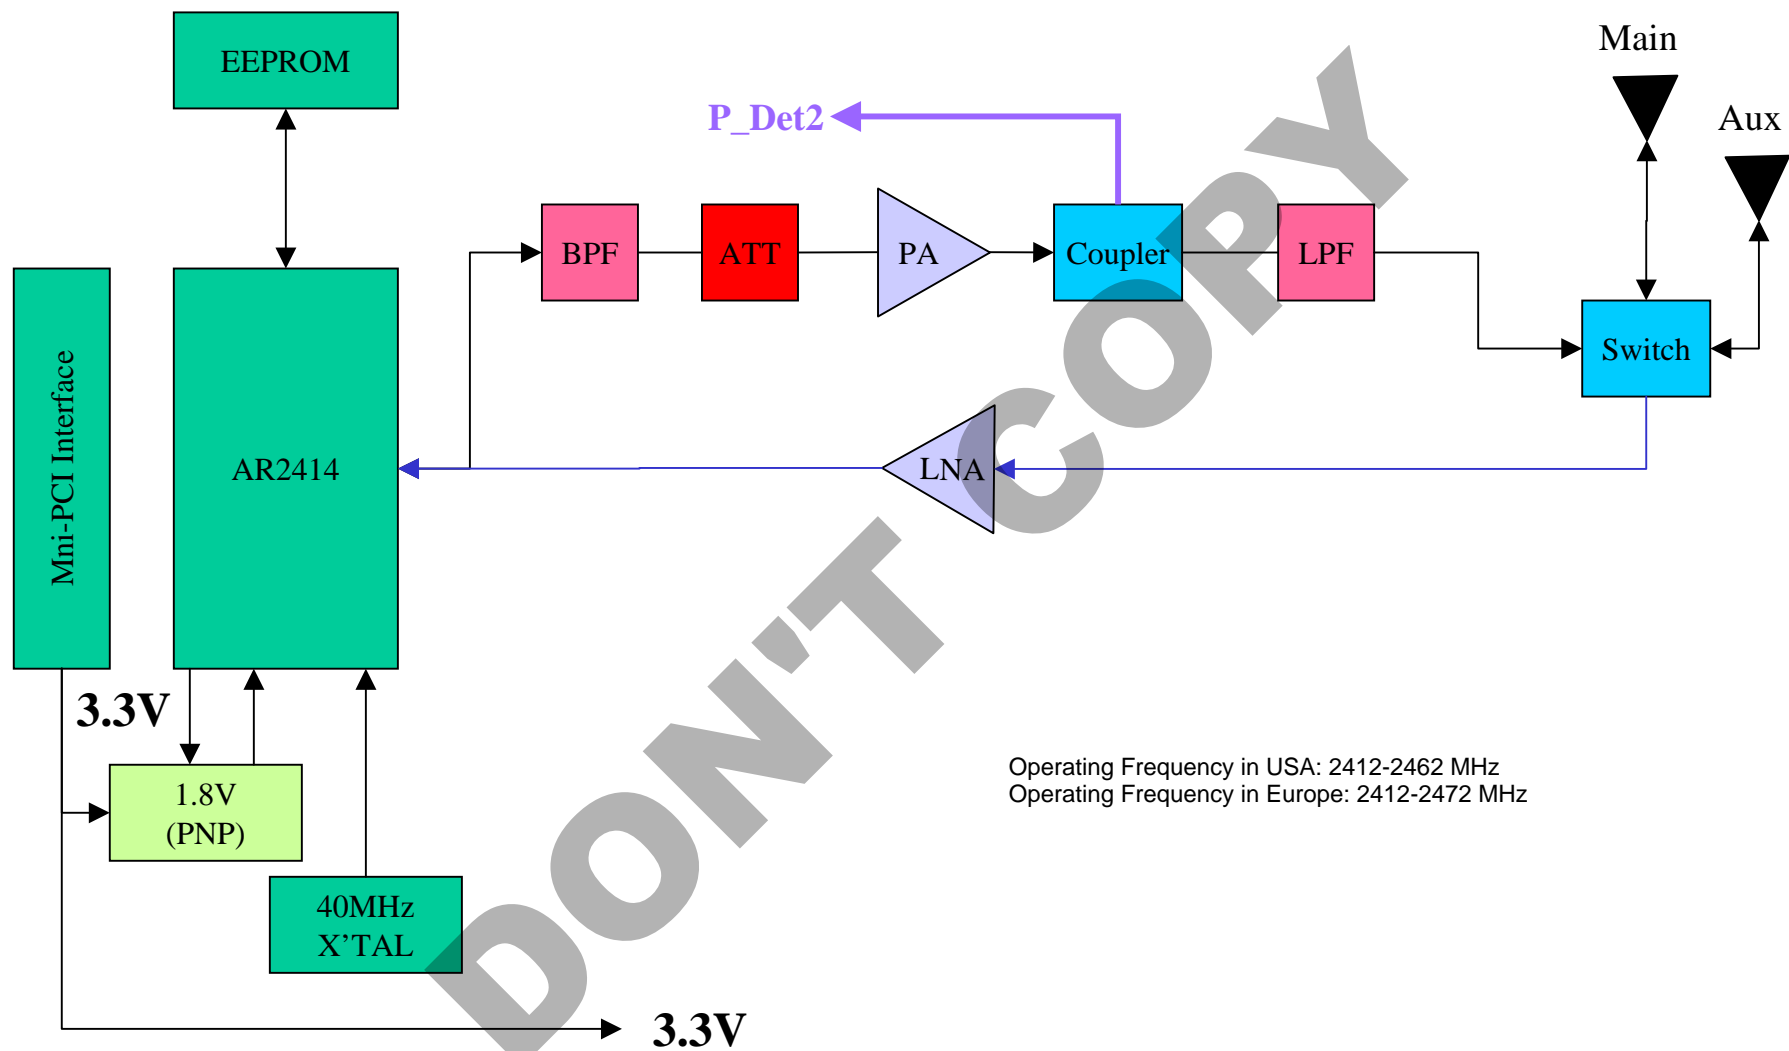 EEPROM
Main
Aux
P_Det2
BPF
ATT
PA
Coupler
LPF
Switch
Mni-PCI Interface
AR2414
LNA
3.3V
1.8V
(PNP)
40MHz
X’TAL
3.3V
Operating Frequency in USA: 2412-2462 MHz
Operating Frequency in Europe: 2412-2472 MHz
DON'T COPY